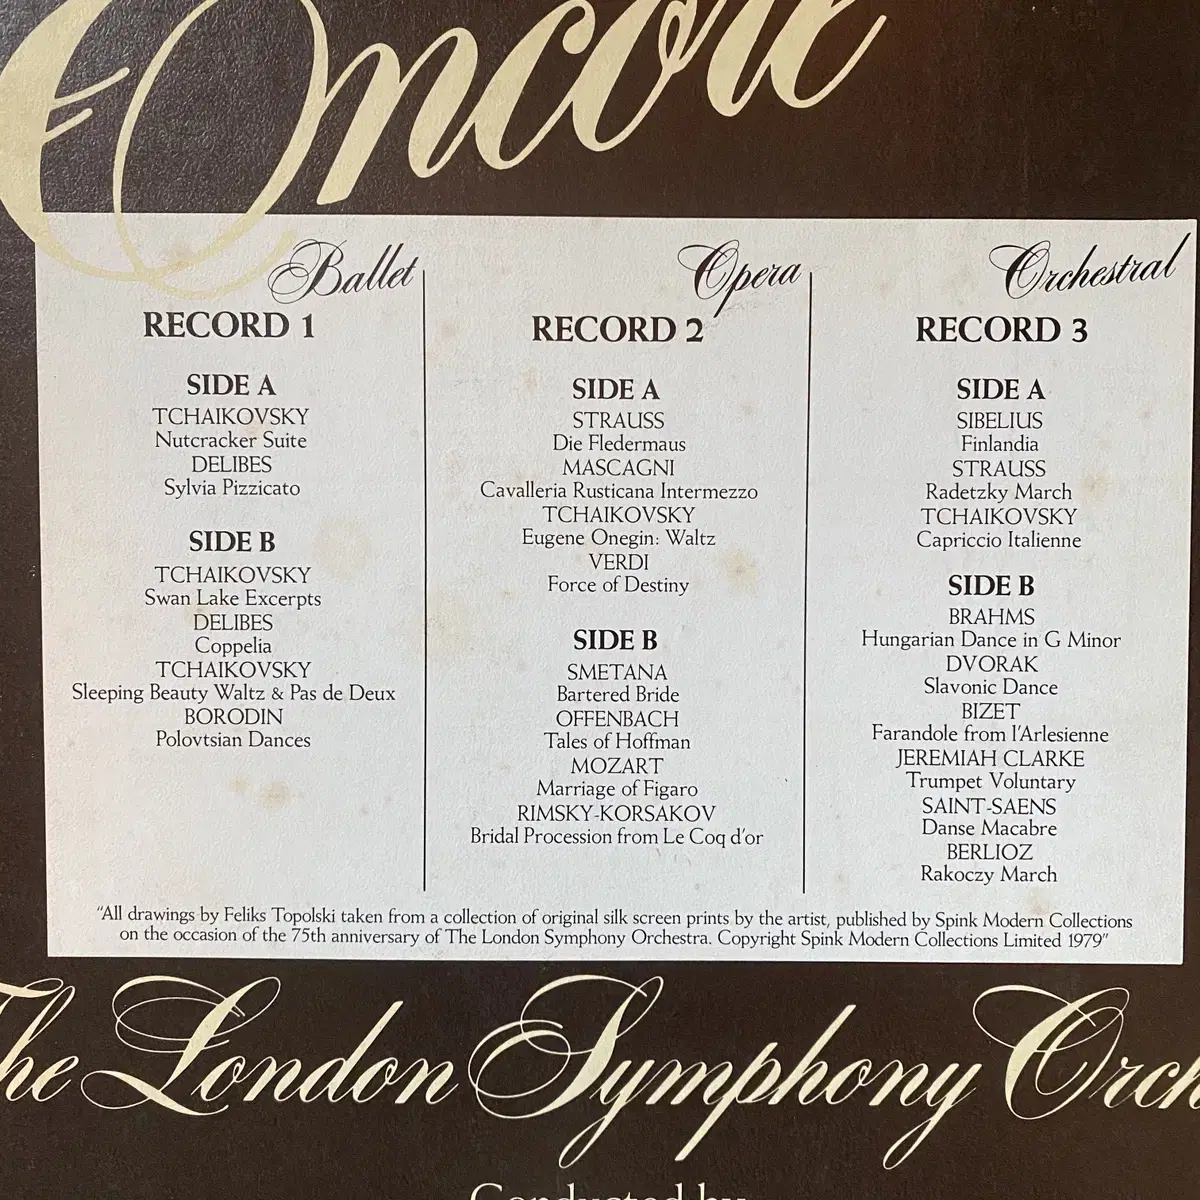 Encore
Ballet
RECORD 1
SIDE A
TCHAIKOVSKY
Nutcracker Suite
DELIBES
Sylvia Pizzicato
SIDE B
TCHAIKOVSKY
Swan Lake Excerpts
DELIBES
Coppelia
TCHAIKOVSKY
Sleeping Beauty Waltz & Pas de Deux
BORODIN
Polovtsian Dances
Opera
RECORD 2
SIDE A
STRAUSS
Die Fledermaus
MASCAGNI
Cavalleria Rusticana Intermezzo
TCHAIKOVSKY
Eugene Onegin: Waltz
VERDI
Force of Destiny
SIDE B
SMETANA
Bartered Bride
OFFENBACH
Tales of Hoffman
MOZART
Marriage of Figaro
RIMSKY-KORSAKOV
Bridal Procession from Le Coq d'or
Orchestral
RECORD 3
SIDE A
SIBELIUS
Finlandia
STRAUSS
Radetzky March
TCHAIKOVSKY
Capriccio Italienne
SIDE B
BRAHMS
Hungarian Dance in G Minor
DVORAK
Slavonic Dance
BIZET
Farandole from l'Arlesienne
JEREMIAH CLARKE
Trumpet Voluntary
SAINT-SAENS
Danse Macabre
BERLIOZ
Rakoczy March
"All drawings by Feliks Topolski taken from a collection of original silk screen prints by the artist, published by Spink Modern Collections
on the occasion of the 75th anniversary of The London Symphony Orchestra. Copyright Spink Modern Collections Limited 1979"
The London Symphony Orch
Conducted by